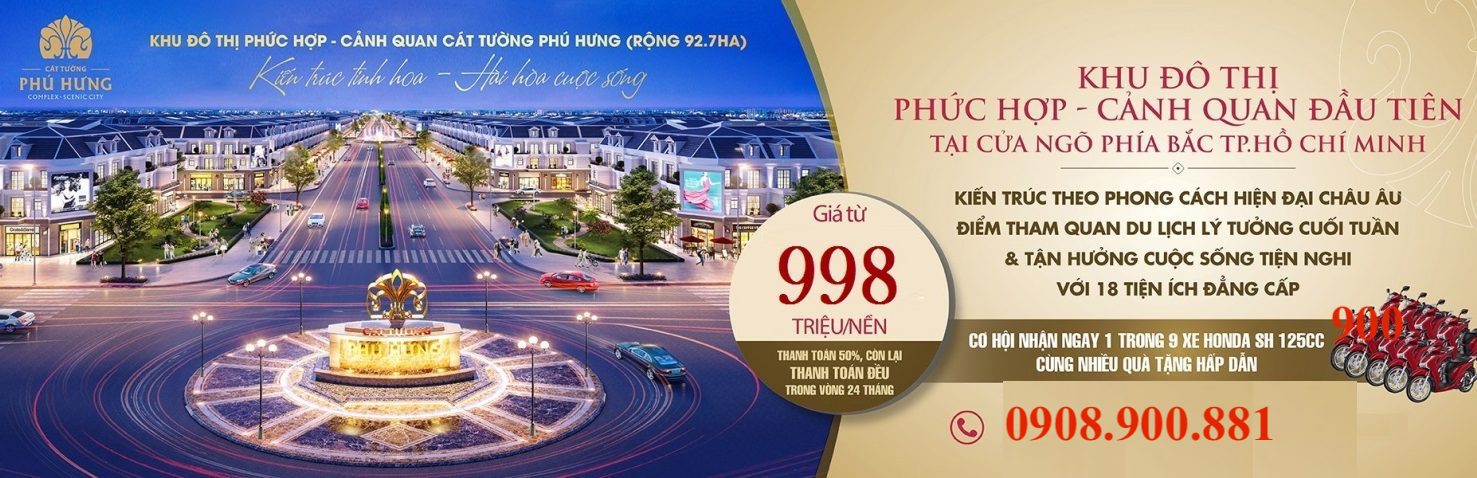 CÁT TƯỜNG
PHÚ HƯNG
COMPLEX - SCENIC CITY
KHU ĐÔ THỊ PHỨC HỢP - CẢNH QUAN CÁT TƯỜNG PHÚ HƯNG (RỘNG 92.7HA)
Kiến trúc tinh hoa - Hài hòa cuộc sống
CÁT TƯỜNG
PHÚ HƯNG
Giá từ
998
TRIỆU/NỀN
THANH TOÁN 50%, CÒN LẠI
THANH TOÁN ĐỀU
TRONG VÒNG 24 THÁNG
KHU ĐÔ THỊ
PHỨC HỢP - CẢNH QUAN ĐẦU TIÊN
TẠI CỬA NGÕ PHÍA BẮC TP.HỒ CHÍ MINH
KIẾN TRÚC THEO PHONG CÁCH HIỆN ĐẠI CHÂU ÂU
ĐIỂM THAM QUAN DU LỊCH LÝ TƯỞNG CUỐI TUẦN
& TẬN HƯỞNG CUỘC SỐNG TIỆN NGHI
VỚI 18 TIỆN ÍCH ĐẲNG CẤP
CƠ HỘI NHẬN NGAY 1 TRONG 9 XE HONDA SH 125CC
CÙNG NHIỀU QUÀ TẶNG HẤP DẪN
900
0908.900.881